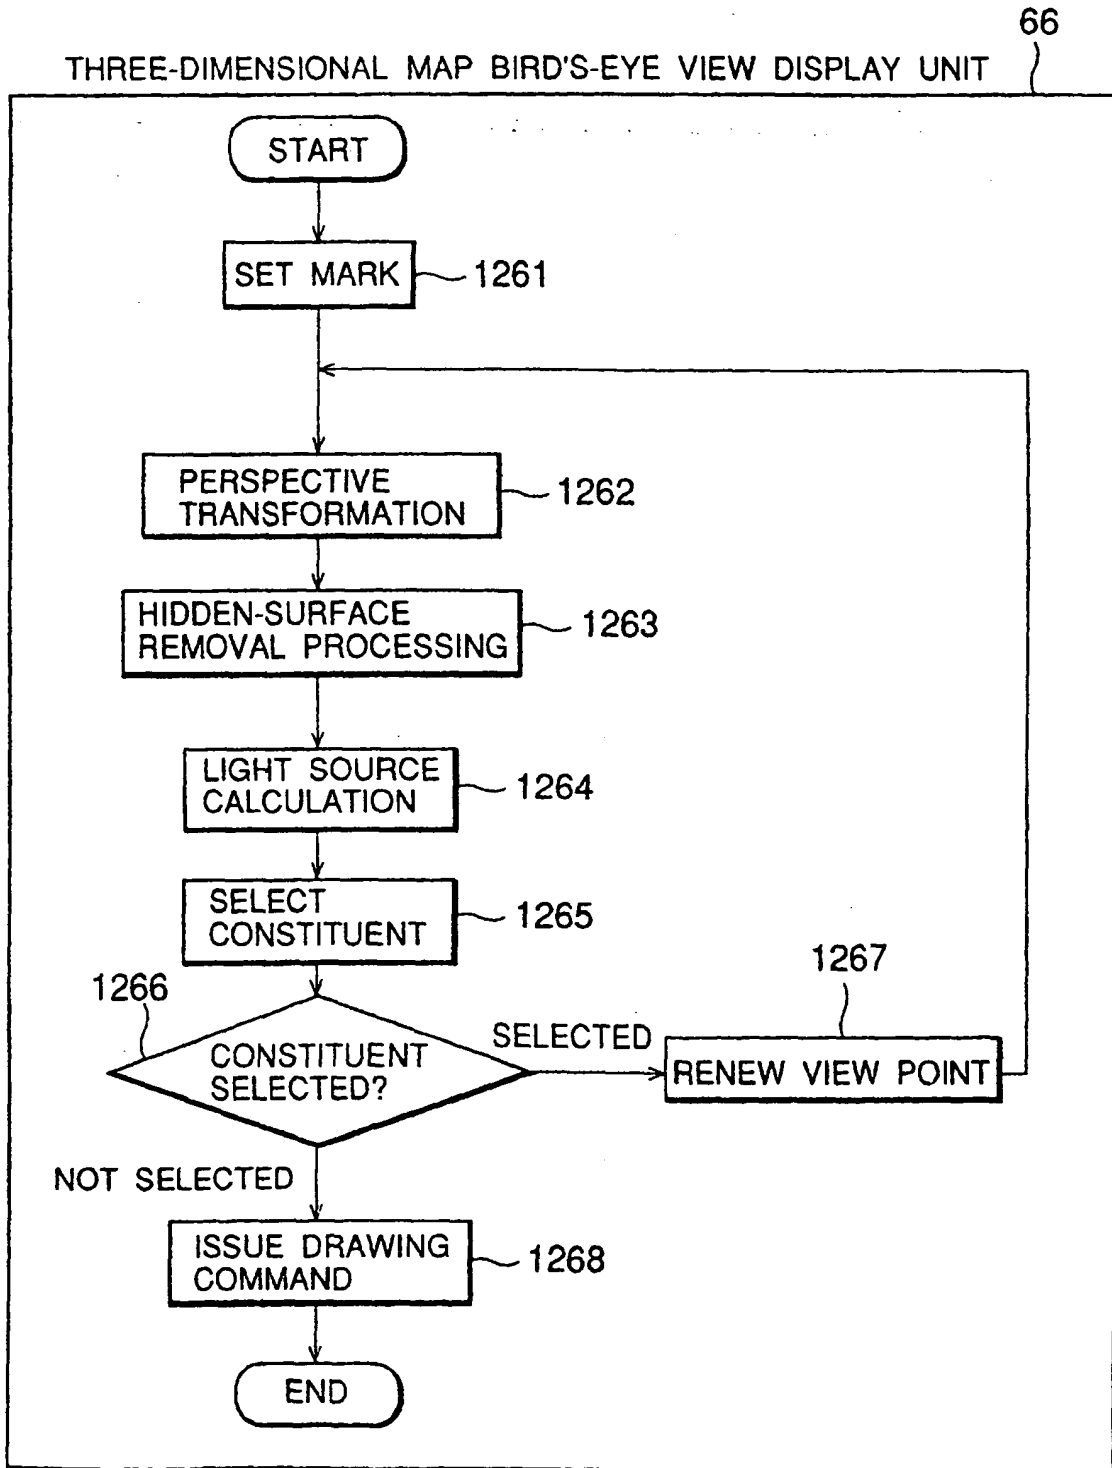 66
THREE-DIMENSIONAL MAP BIRD'S-EYE VIEW DISPLAY UNIT
START
SET MARK
1261
PERSPECTIVE
TRANSFORMATION
1262
HIDDEN-SURFACE
REMOVAL PROCESSING
1263
LIGHT SOURCE
CALCULATION
1264
SELECT
CONSTITUENT
1265
1266
CONSTITUENT
SELECTED?
SELECTED
1267
RENEW VIEW POINT
NOT SELECTED
ISSUE DRAWING
COMMAND
1268
END